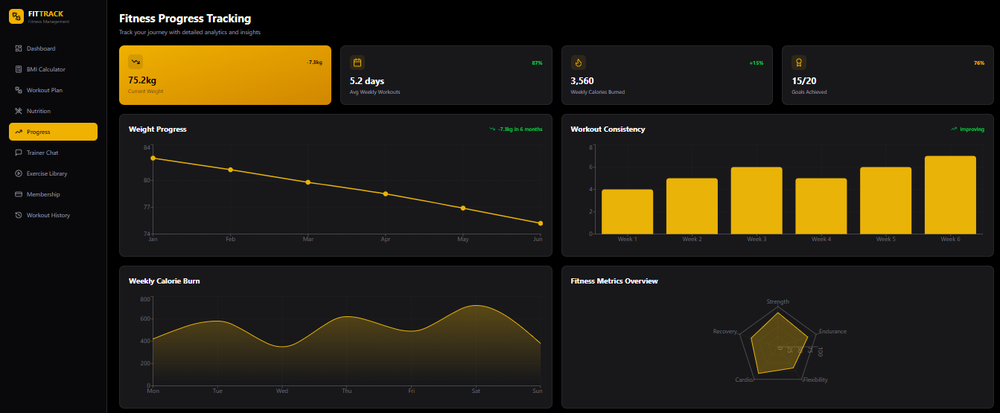 FITTRACK
Fitness Management
Dashboard
BMI Calculator
Workout Plan
Nutrition
Progress
Trainer Chat
Exercise Library
Membership
Workout History
Fitness Progress Tracking
Track your journey with detailed analytics and insights
-7.3kg
75.2kg
Current Weight
87%
5.2 days
Avg Weekly Workouts
+15%
3,560
Weekly Calories Burned
76%
15/20
Goals Achieved
Weight Progress
-7.3kg in 6 months
84
80
77
74
Jan Feb Mar Apr May Jun
Workout Consistency
Improving
8
6
4
2
0
Week 1 Week 2 Week 3 Week 4 Week 5 Week 6
Weekly Calorie Burn
800
600
400
200
0
Mon Tue Wed Thu Fri Sat Sun
Fitness Metrics Overview
Strength
Recovery
Endurance
0 25 75 100
Cardio
Flexibility